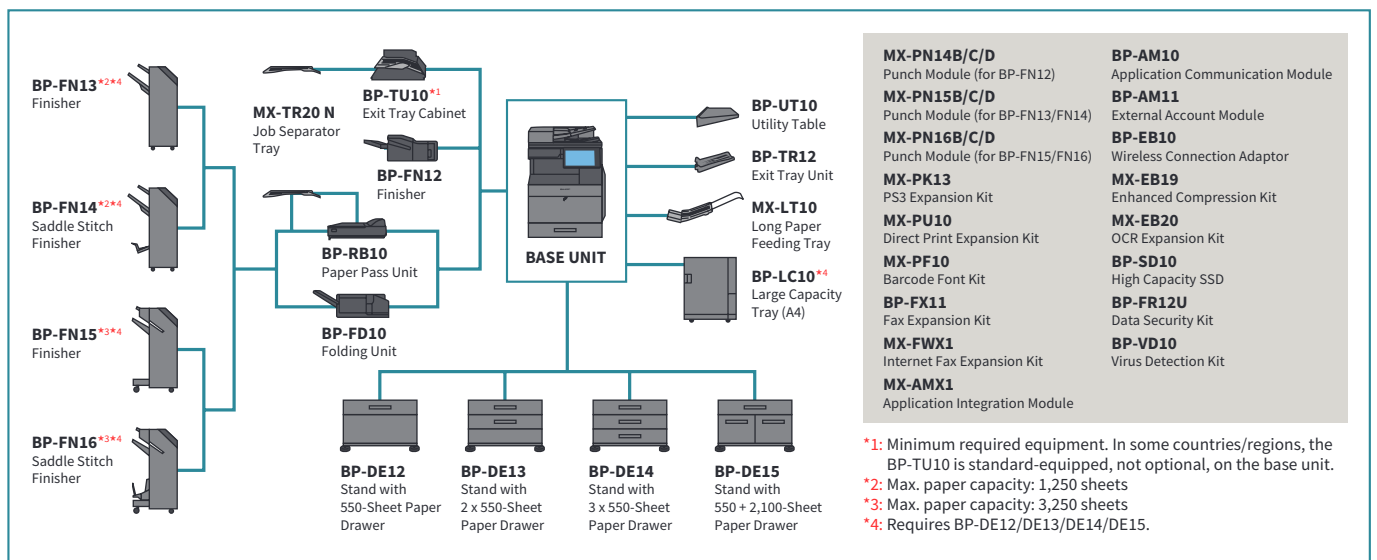 BP-FN13*2*4
Finisher
BP-FN14*2*4
Saddle Stitch
Finisher
BP-FN15*3*4
Finisher
BP-FN16*3*4
Saddle Stitch
Finisher
MX-TR20 N
Job Separator
Tray
BP-TU10*1
Exit Tray Cabinet
BP-FN12
Finisher
BP-RB10
Paper Pass Unit
BP-FD10
Folding Unit
BASE UNIT
BP-UT10
Utility Table
BP-TR12
Exit Tray Unit
MX-LT10
Long Paper
Feeding Tray
BP-LC10*4
Large Capacity
Tray (A4)
BP-DE12
Stand with
550-Sheet Paper
Drawer
BP-DE13
Stand with
2 x 550-Sheet
Paper Drawer
BP-DE14
Stand with
3 x 550-Sheet
Paper Drawer
BP-DE15
Stand with
550 + 2,100-Sheet
Paper Drawer
MX-PN14B/C/D
Punch Module (for BP-FN12)
MX-PN15B/C/D
Punch Module (for BP-FN13/FN14)
MX-PN16B/C/D
Punch Module (for BP-FN15/FN16)
MX-PK13
PS3 Expansion Kit
MX-PU10
Direct Print Expansion Kit
MX-PF10
Barcode Font Kit
BP-FX11
Fax Expansion Kit
MX-FWX1
Internet Fax Expansion Kit
MX-AMX1
Application Integration Module
BP-AM10
Application Communication Module
BP-AM11
External Account Module
BP-EB10
Wireless Connection Adaptor
MX-EB19
Enhanced Compression Kit
MX-EB20
OCR Expansion Kit
BP-SD10
High Capacity SSD
BP-FR12U
Data Security Kit
BP-VD10
Virus Detection Kit
*1: Minimum required equipment. In some countries/regions, the
BP-TU10 is standard-equipped, not optional, on the base unit.
*2: Max. paper capacity: 1,250 sheets
*3: Max. paper capacity: 3,250 sheets
*4: Requires BP-DE12/DE13/DE14/DE15.